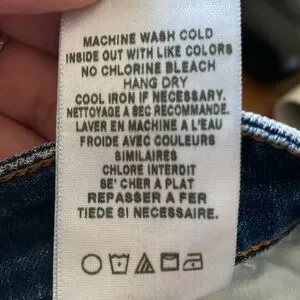 MACHINE WASH COLD
INSIDE OUT WITH LIKE COLORS
NO CHLORINE BLEACH
HANG DRY
COOL IRON IF NECESSARY.
NETTOYAGE A SEC RECOMMANDE.
LAVER EN MACHINE A L'EAU
FROIDE AVEC COULEURS
SIMILAIRES
CHLORE INTERDIT
SE' CHER A PLAT
REPASSER A FER
TIEDE SI NECESSAIRE.